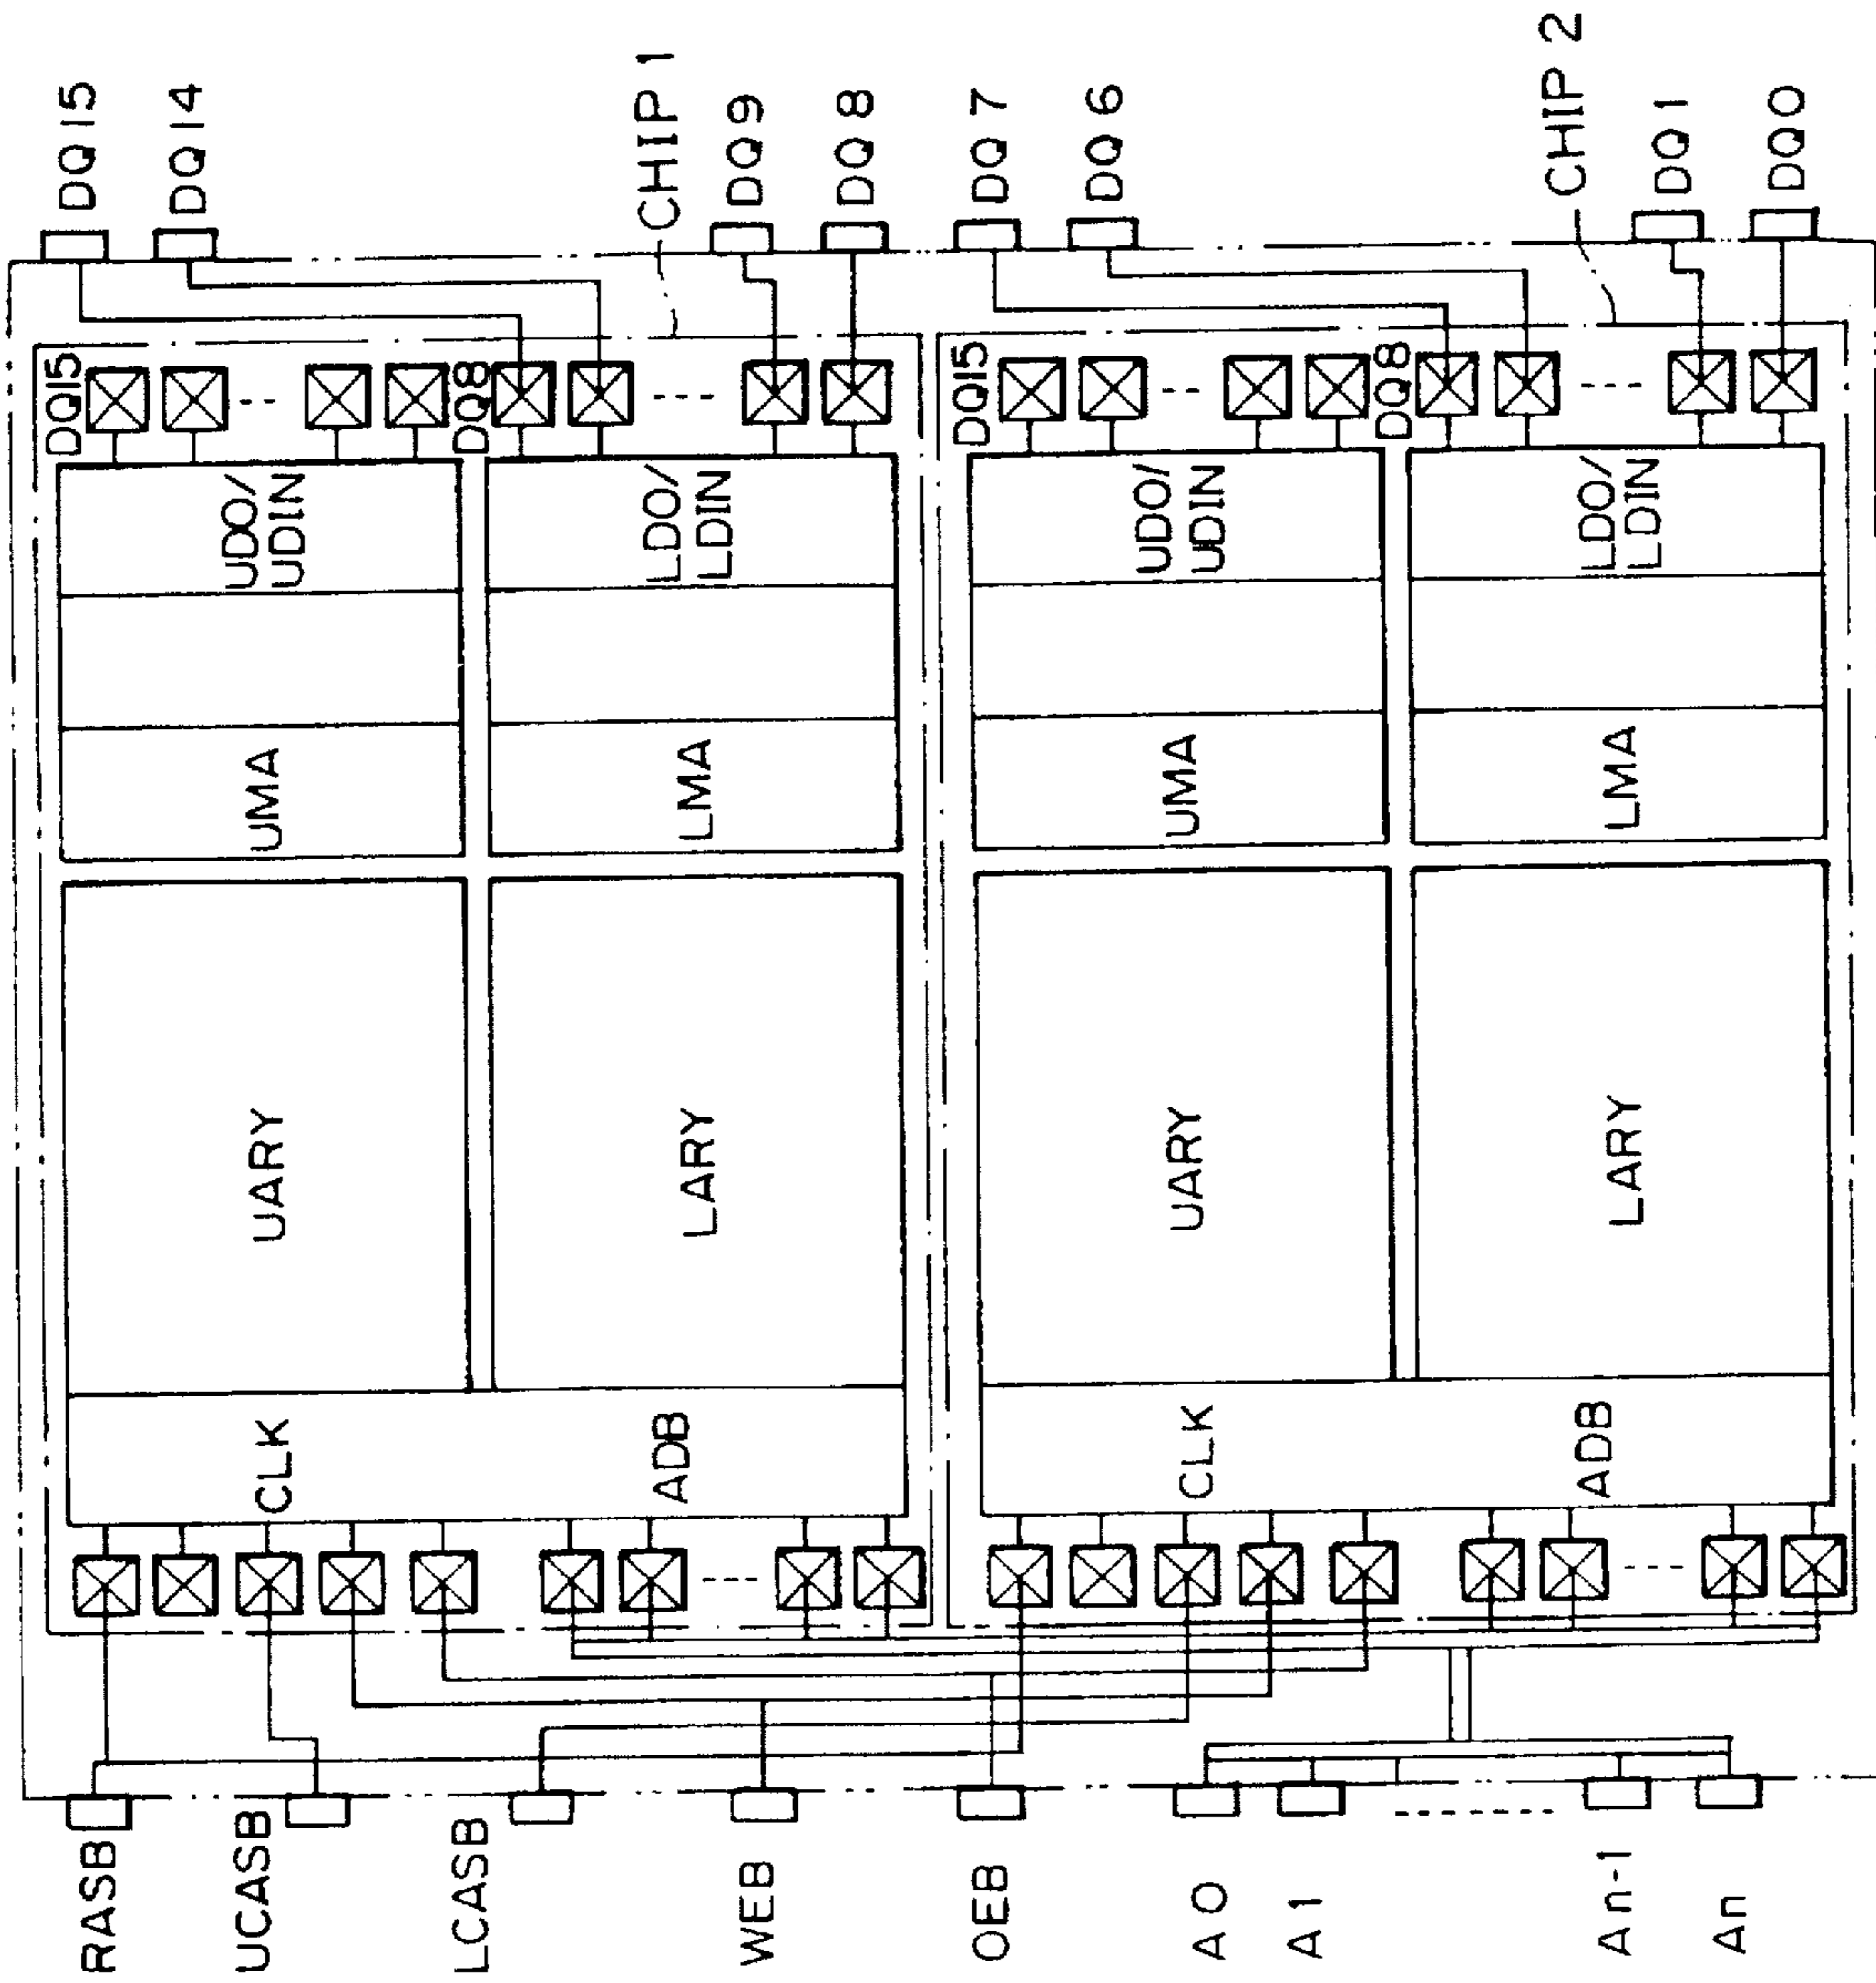 DQ15
DQ14
CHIP 1
DQ9
DQ8
DQ7
DQ6
CHIP 2
DQ1
DQ0
DQ15
DQ8
DQ15
DQ8
UDO/
UDIN
LDO/
LDIN
UDO/
UDIN
LDO/
LDIN
UMA
LMA
UMA
LMA
UARY
LARY
UARY
LARY
CLK
ADB
CLK
ADB
RASB
UCASB
LCASB
WEB
OEB
A0
A1
An-1
An